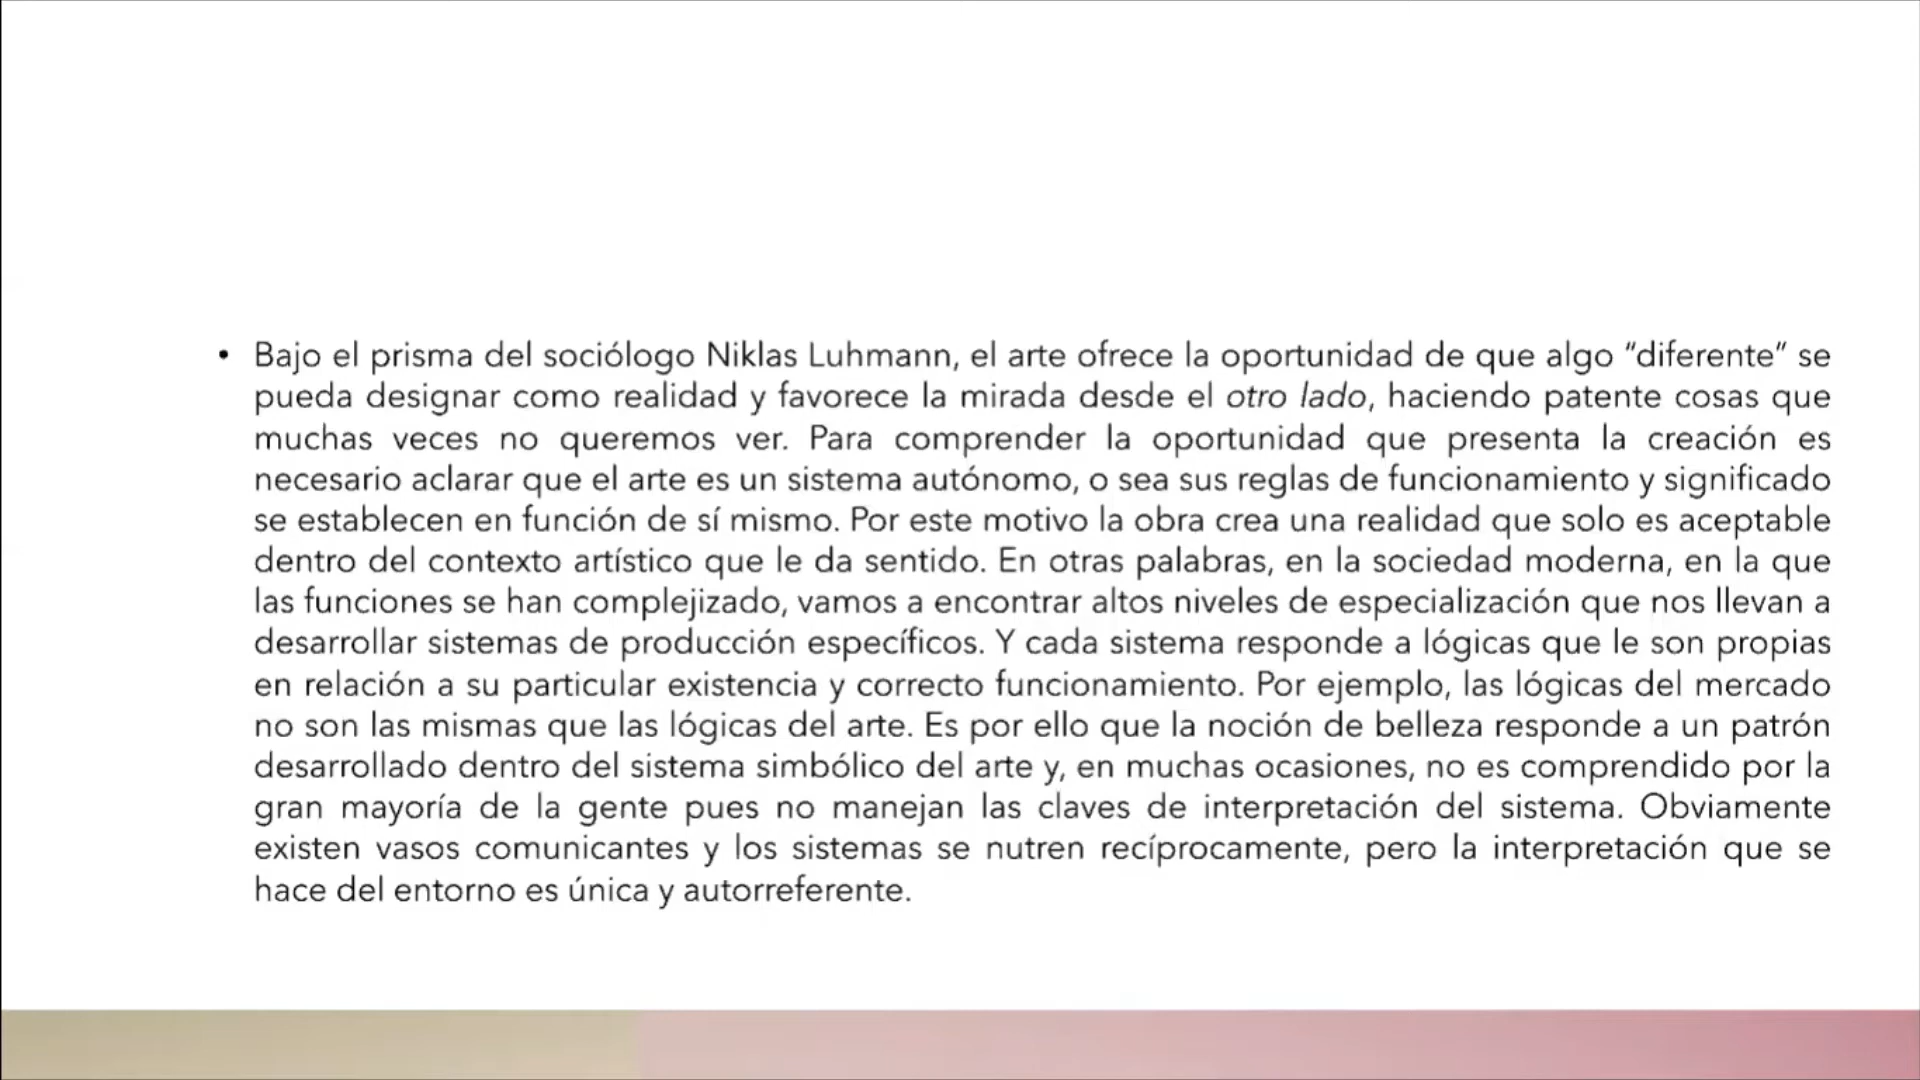 • Bajo el prisma del sociólogo Niklas Luhmann, el arte ofrece la oportunidad de que algo “diferente” se
pueda designar como realidad y favorece la mirada desde el otro lado, haciendo patente cosas que
muchas veces no queremos ver. Para comprender la oportunidad que presenta la creación es
necesario aclarar que el arte es un sistema autónomo, o sea sus reglas de funcionamiento y significado
se establecen en función de sí mismo. Por este motivo la obra crea una realidad que solo es aceptable
dentro del contexto artístico que le da sentido. En otras palabras, en la sociedad moderna, en la que
las funciones se han complejizado, vamos a encontrar altos niveles de especialización que nos llevan a
desarrollar sistemas de producción específicos. Y cada sistema responde a lógicas que le son propias
en relación a su particular existencia y correcto funcionamiento. Por ejemplo, las lógicas del mercado
no son las mismas que las lógicas del arte. Es por ello que la noción de belleza responde a un patrón
desarrollado dentro del sistema simbólico del arte y, en muchas ocasiones, no es comprendido por la
gran mayoría de la gente pues no manejan las claves de interpretación del sistema. Obviamente
existen vasos comunicantes y los sistemas se nutren recíprocamente, pero la interpretación que se
hace del entorno es única y autorreferente.